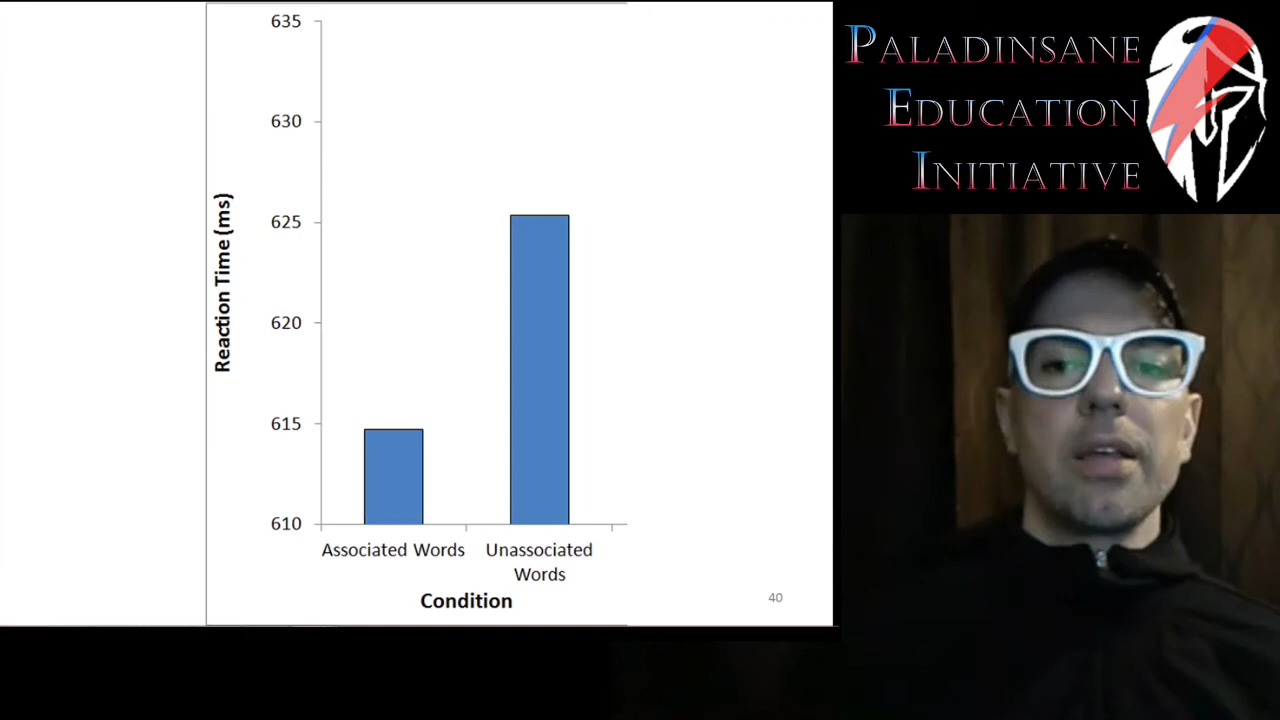 635
630
625
620
615
610
Reaction Time (ms)
Associated Words
Unassociated
Words
Condition
40
PALADINSANE
EDUCATION
INITIATIVE